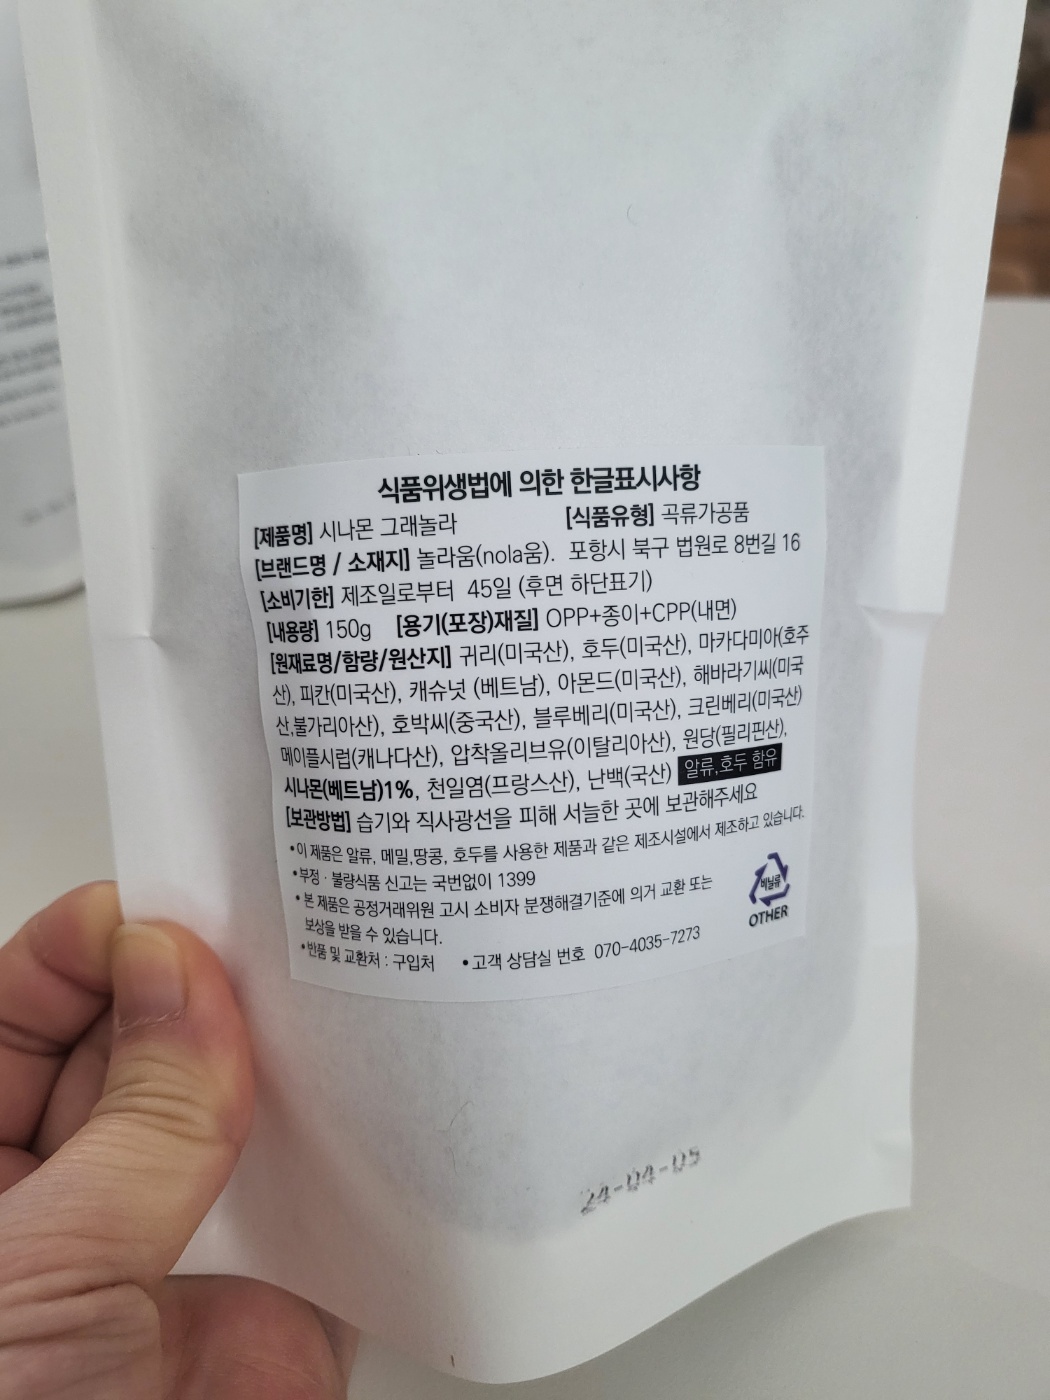 식품위생법에 의한 한글표시사항
[제품명] 시나몬 그래놀라 [식품유형] 곡류가공품
[브랜드명 / 소재지] 놀라움(nola움). 포항시 북구 법원로 8번길 16
[소비기한] 제조일로부터 45일 (후면 하단표기)
[내용량] 150g [용기(포장)재질] OPP+종이+CPP(내면)
[원재료명/함량/원산지] 귀리(미국산), 호두(미국산), 마카다미아(호주
산), 피칸(미국산), 캐슈넛 (베트남), 아몬드(미국산), 해바라기씨(미국
산,불가리아산), 호박씨(중국산), 블루베리(미국산), 크린베리(미국산)
메이플시럽(캐나다산), 압착올리브유(이탈리아산), 원당(필리핀산),
시나몬(베트남)1%, 천일염(프랑스산), 난백(국산) 알류,호두 함유
[보관방법] 습기와 직사광선을 피해 서늘한 곳에 보관해주세요
•이 제품은 알류, 메밀,땅콩, 호두를 사용한 제품과 같은 제조시설에서 제조하고 있습니다.
•부정 · 불량식품 신고는 국번없이 1399
• 본 제품은 공정거래위원 고시 소비자 분쟁해결기준에 의거 교환 또는
보상을 받을 수 있습니다.
•반품 및 교환처 : 구입처 •고객 상담실 번호 070-4035-7273
비닐류
OTHER
24-04-05